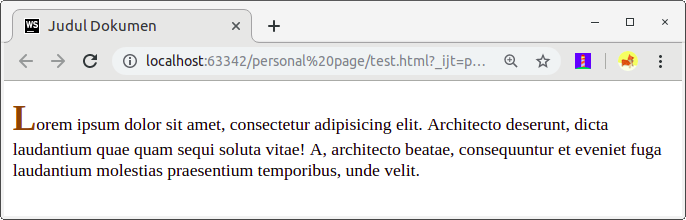 WS Judul Dokumen
localhost:63342/personal%20page/test.html?_ijt=p...
Lorem ipsum dolor sit amet, consectetur adipisicing elit. Architecto deserunt, dicta
laudantium quae quam sequi soluta vitae! A, architecto beatae, consequuntur et eveniet fuga
laudantium molestias praesentium temporibus, unde velit.